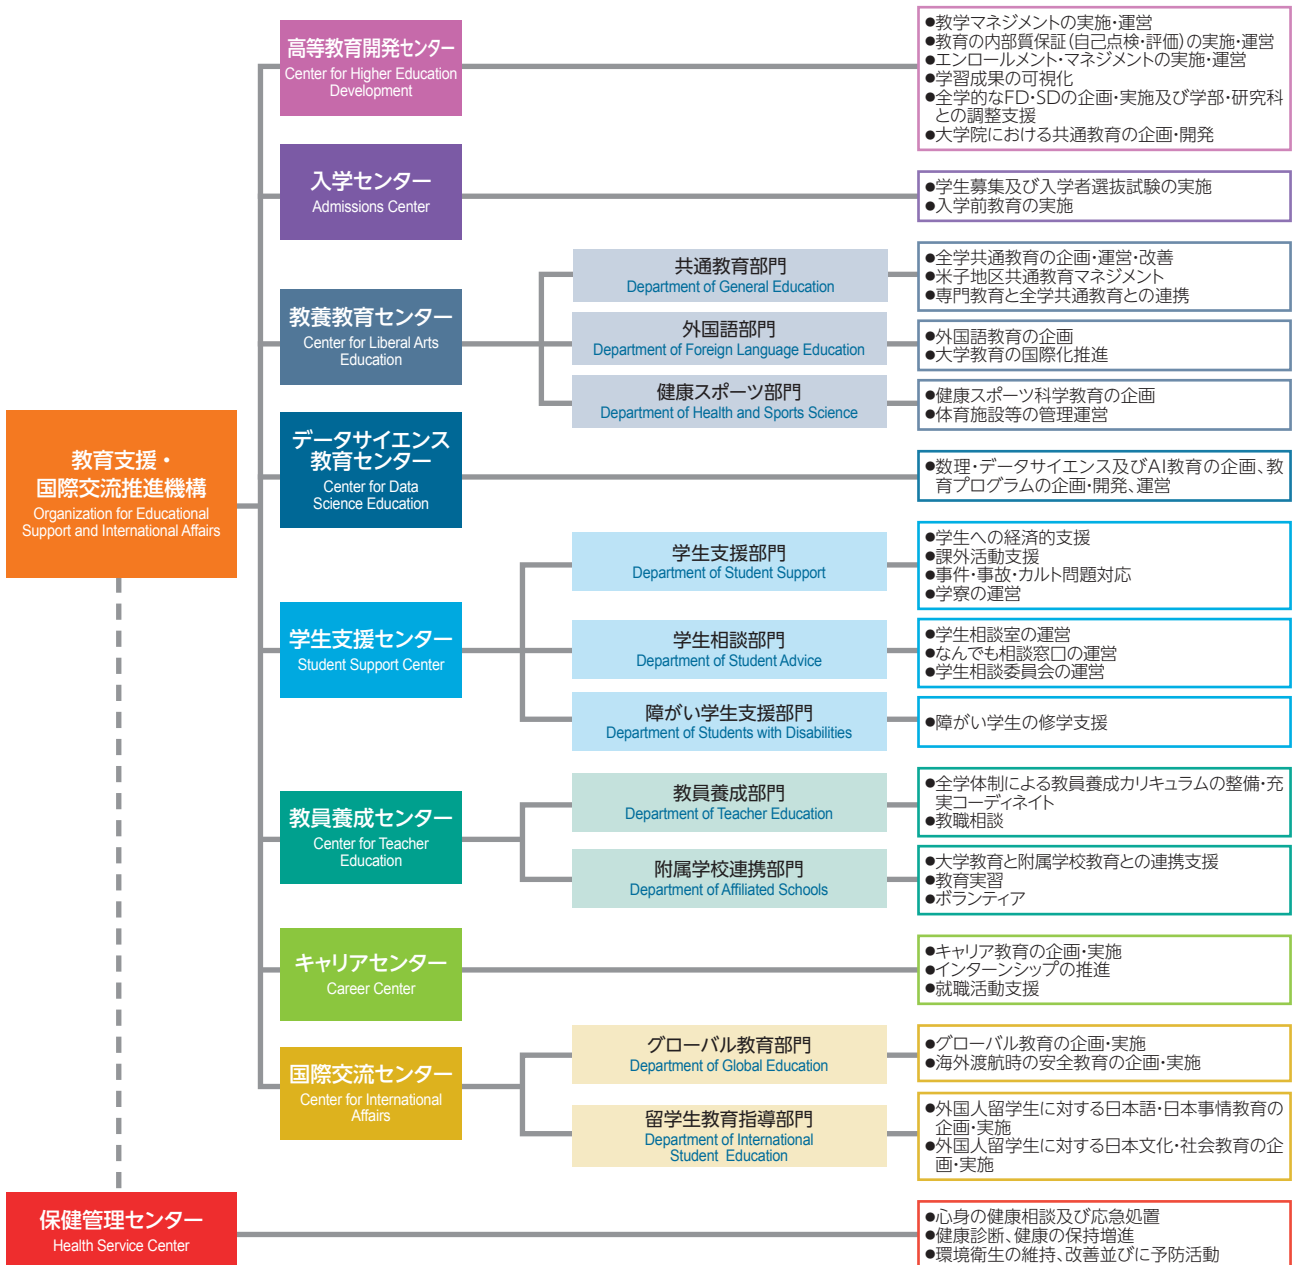 高等教育開発センター
Center for Higher Education
Development
●教学マネジメントの実施・運営
●教育の内部質保証(自己点検・評価)の実施・運営
●エンロールメント・マネジメントの実施・運営
●学習成果の可視化
●全学的なFD・SDの企画・実施及び学部・研究科
との調整支援
●大学院における共通教育の企画・開発
入学センター
Admissions Center
●学生募集及び入学者選抜試験の実施
●入学前教育の実施
教養教育センター
Center for Liberal Arts
Education
共通教育部門
Department of General Education
●全学共通教育の企画・運営・改善
●米子地区共通教育マネジメント
●専門教育と全学共通教育との連携
外国語部門
Department of Foreign Language Education
●外国語教育の企画
●大学教育の国際化推進
健康スポーツ部門
Department of Health and Sports Science
●健康スポーツ科学教育の企画
●体育施設等の管理運営
教育支援・
国際交流推進機構
Organization for Educational
Support and International Affairs
データサイエンス
教育センター
Center for Data
Science Education
●数理・データサイエンス及びAI教育の企画、教
育プログラムの企画・開発、運営
学生支援センター
Student Support Center
学生支援部門
Department of Student Support
●学生への経済的支援
●課外活動支援
●事件・事故・カルト問題対応
●学寮の運営
学生相談部門
Department of Student Advice
●学生相談室の運営
●なんでも相談窓口の運営
●学生相談委員会の運営
障がい学生支援部門
Department of Students with Disabilities
●障がい学生の修学支援
教員養成センター
Center for Teacher
Education
教員養成部門
Department of Teacher Education
●全学体制による教員養成カリキュラムの整備・充
実コーディネイト
●教職相談
附属学校連携部門
Department of Affiliated Schools
●大学教育と附属学校教育との連携支援
●教育実習
●ボランティア
キャリアセンター
Career Center
●キャリア教育の企画・実施
●インターンシップの推進
●就職活動支援
国際交流センター
Center for International
Affairs
グローバル教育部門
Department of Global Education
●グローバル教育の企画・実施
●海外渡航時の安全教育の企画・実施
留学生教育指導部門
Department of International
Student Education
●外国人留学生に対する日本語・日本事情教育の
企画・実施
●外国人留学生に対する日本文化・社会教育の企
画・実施
保健管理センター
Health Service Center
●心身の健康相談及び応急処置
●健康診断、健康の保持増進
●環境衛生の維持、改善並びに予防活動